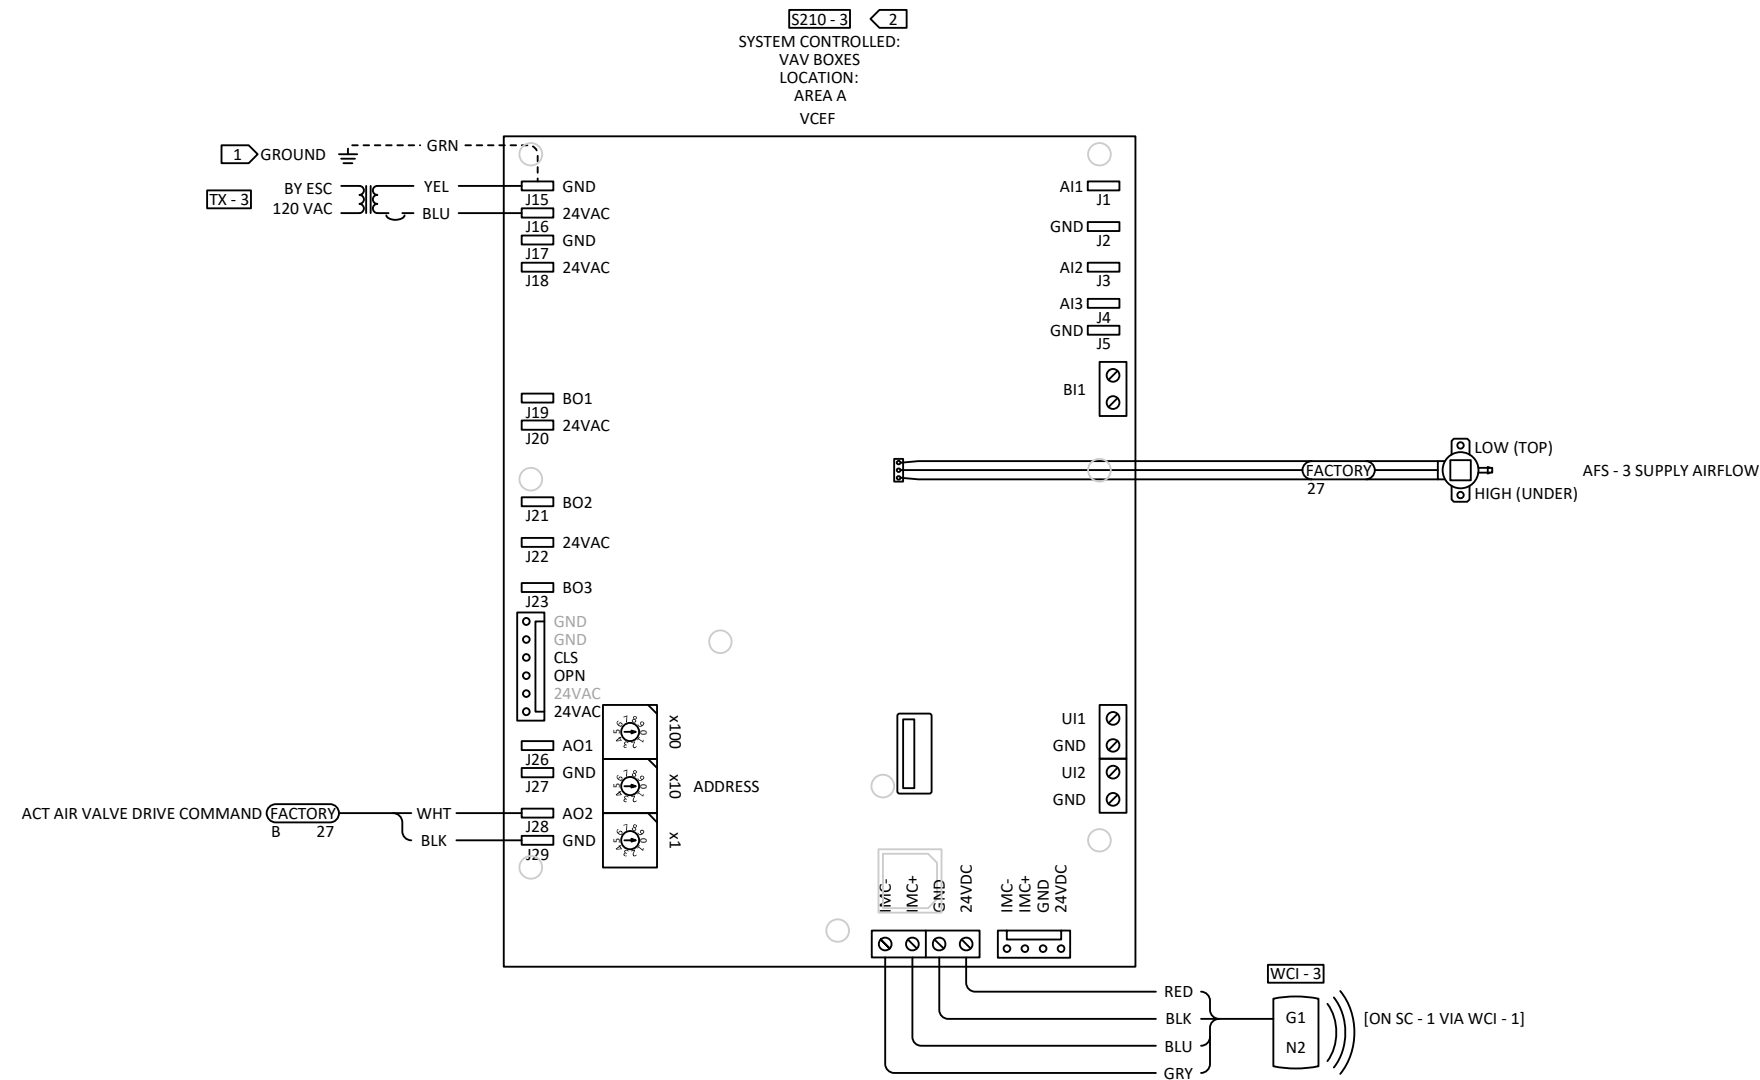 S210 - 3
2
SYSTEM CONTROLLED:
VAV BOXES
LOCATION:
AREA A
VCEF
1
GROUND
GRN
TX - 3
BY ESC
120 VAC
YEL
BLU
GND
J15
24VAC
J16
GND
J17
24VAC
J18
AI1
J1
GND
J2
AI2
J3
AI3
J4
GND
J5
BI1
BO1
J19
24VAC
J20
BO2
J21
24VAC
J22
BO3
J23
GND
GND
CLS
OPN
24VAC
24VAC
FACTORY
27
LOW (TOP)
HIGH (UNDER)
AFS - 3 SUPPLY AIRFLOW
AO1
J26
GND
J27
x100
x10
x1
ADDRESS
UI1
GND
UI2
GND
ACT AIR VALVE DRIVE COMMAND
FACTORY
B 27
WHT
BLK
AO2
J28
GND
J29
IMC-
IMC+
GND
24VDC
IMC-
IMC+
GND
24VDC
RED
BLK
BLU
GRY
WCI - 3
G1
N2
[ON SC - 1 VIA WCI - 1]